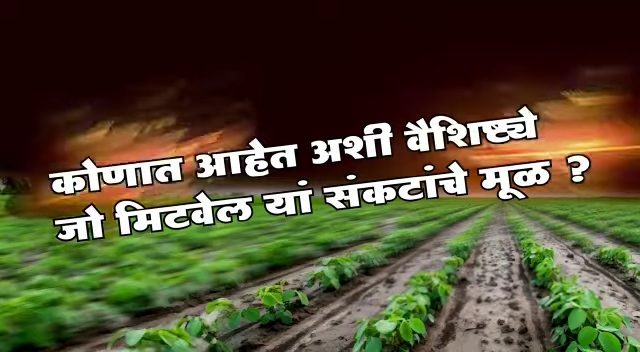 कोणात आहेत अशी वैशिष्ट्ये
जो मिटवेल यां संकटांचे मूळ ?